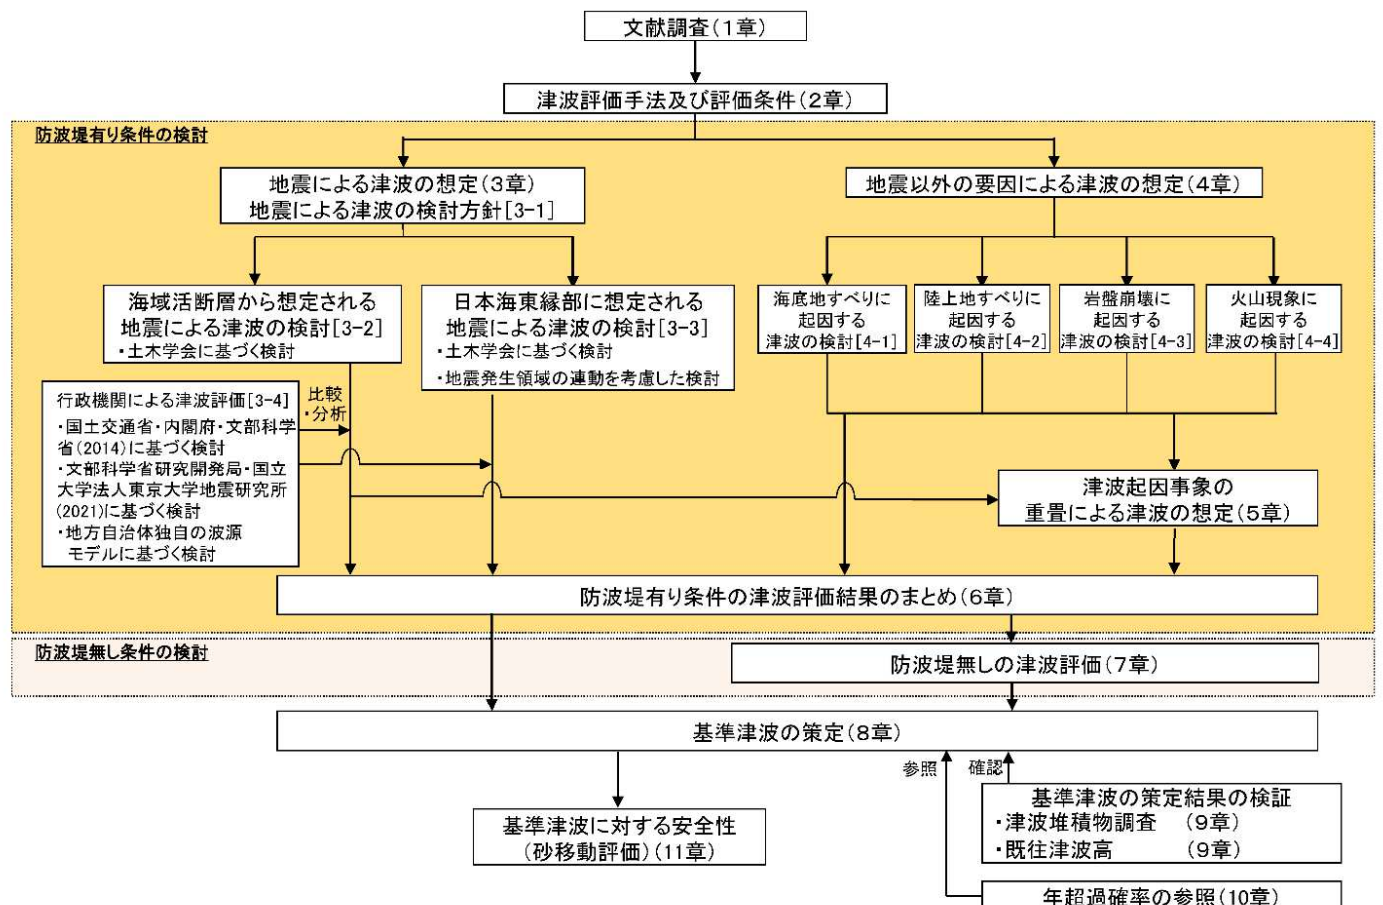 文献調査(1章)
津波評価手法及び評価条件(2章)
防波堤有り条件の検討
地震による津波の想定(3章)
地震による津波の検討方針[3-1]
地震以外の要因による津波の想定(4章)
海域活断層から想定される
地震による津波の検討[3-2]
・土木学会に基づく検討
日本海東縁部に想定される
地震による津波の検討[3-3]
・土木学会に基づく検討
・地震発生領域の連動を考慮した検討
海底地すべりに
起因する
津波の検討[4-1]
陸上地すべりに
起因する
津波の検討[4-2]
岩盤崩壊に
起因する
津波の検討[4-3]
火山現象に
起因する
津波の検討[4-4]
行政機関による津波評価[3-4]
・国土交通省・内閣府・文部科学
省(2014)に基づく検討
・文部科学省研究開発局・国立
大学法人東京大学地震研究所
(2021)に基づく検討
・地方自治体独自の波源
モデルに基づく検討
比較
・分析
津波起因事象の
重畳による津波の想定(5章)
防波堤有り条件の津波評価結果のまとめ(6章)
防波堤無し条件の検討
防波堤無しの津波評価(7章)
基準津波の策定(8章)
参照
確認
基準津波の策定結果の検証
・津波堆積物調査 (9章)
・既往津波高 (9章)
基準津波に対する安全性
(砂移動評価)(11章)
年超過確率の参照(10章)